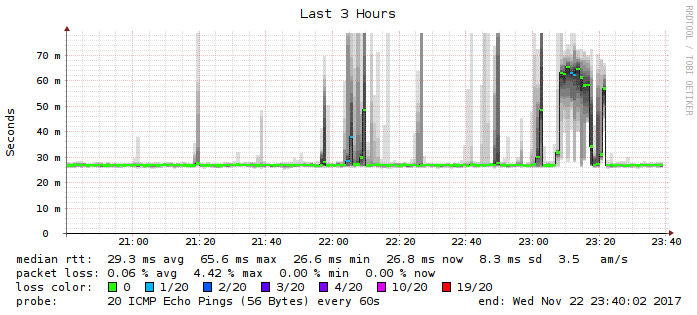 Last 3 Hours
RRDTOOL / TOBI OETIKER
Seconds
70 m
60 m
50 m
40 m
30 m
20 m
10 m
0
21:00 21:20 21:40 22:00 22:20 22:40 23:00 23:20 23:40
median rtt: 29.3 ms avg 65.6 ms max 26.6 ms min 26.8 ms now 8.3 ms sd 3.5 am/s
packet loss: 0.06 % avg 4.42 % max 0.00 % min 0.00 % now
loss color: 0 1/20 2/20 3/20 4/20 10/20 19/20
probe: 20 ICMP Echo Pings (56 Bytes) every 60s end: Wed Nov 22 23:40:02 2017